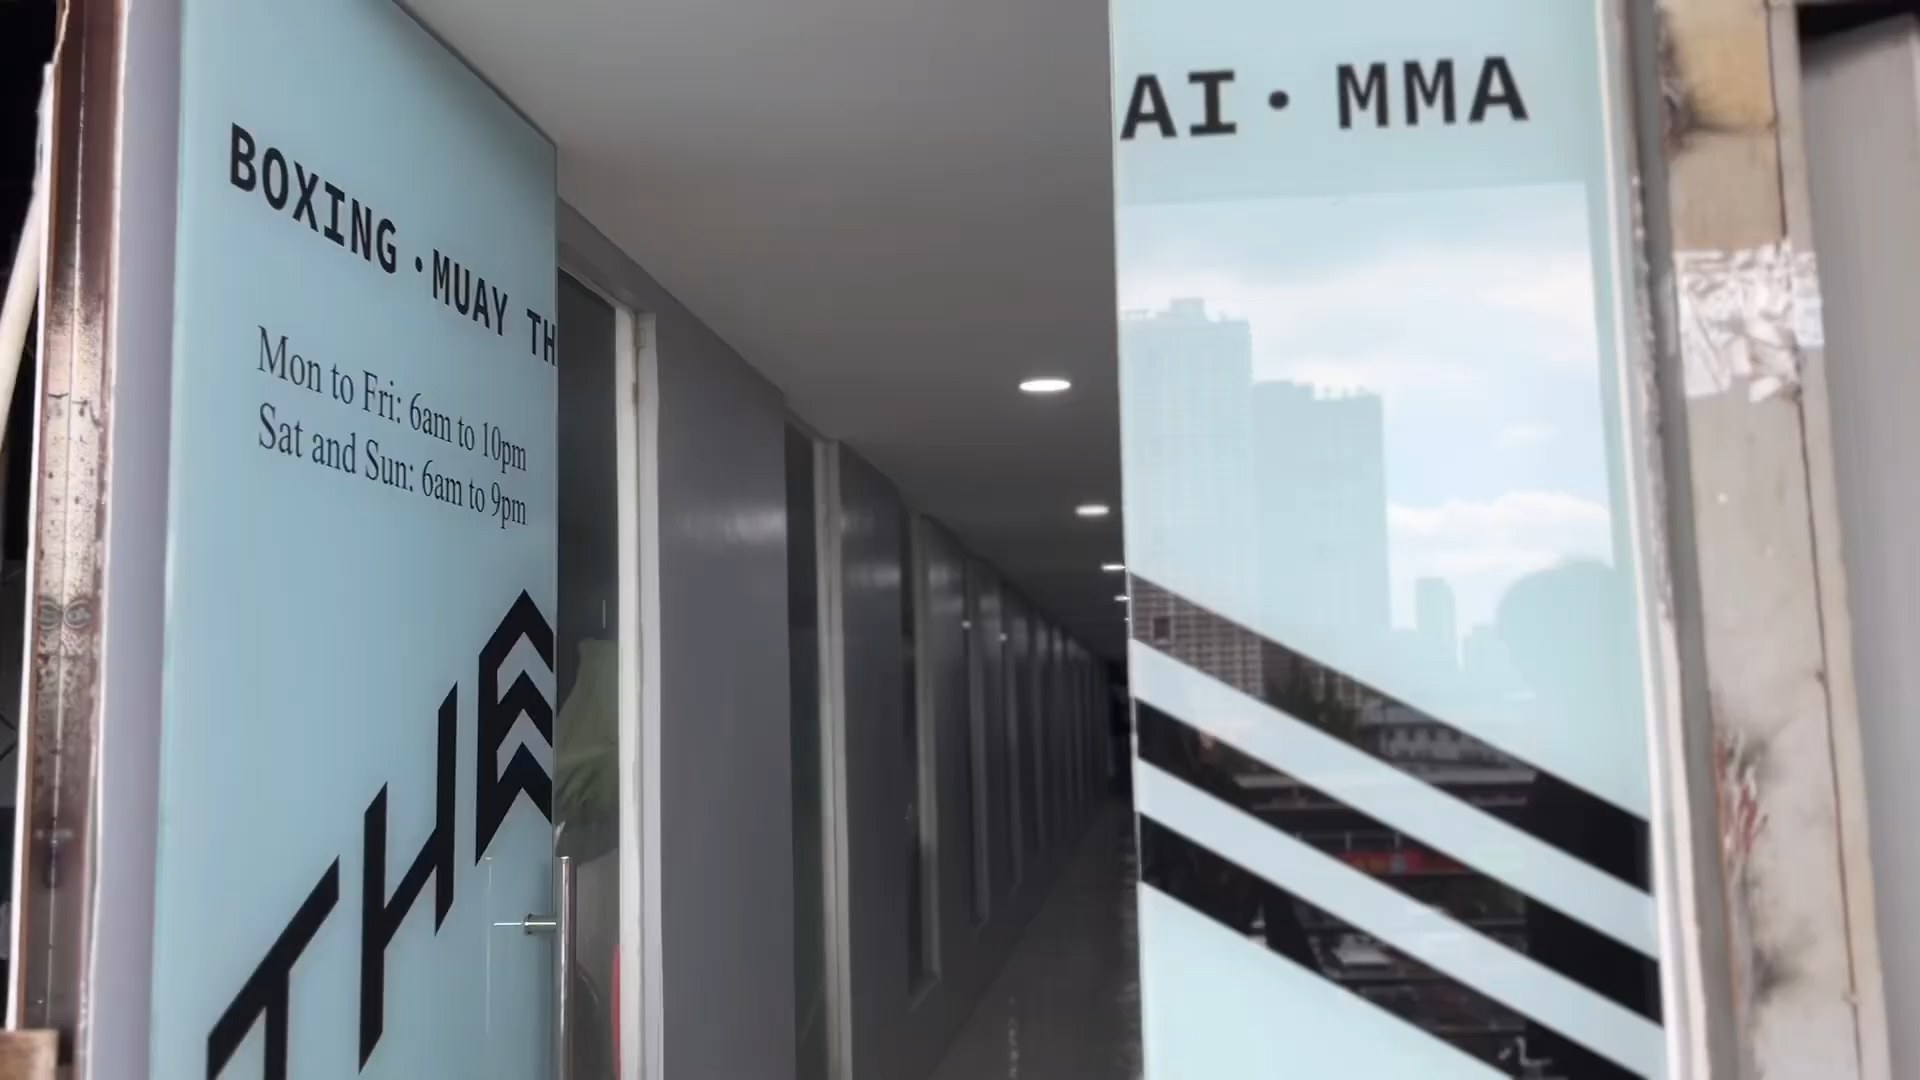 BOXING · MUAY TH
AI · MMA
Mon to Fri: 6am to 10pm
Sat and Sun: 6am to 9pm
THE